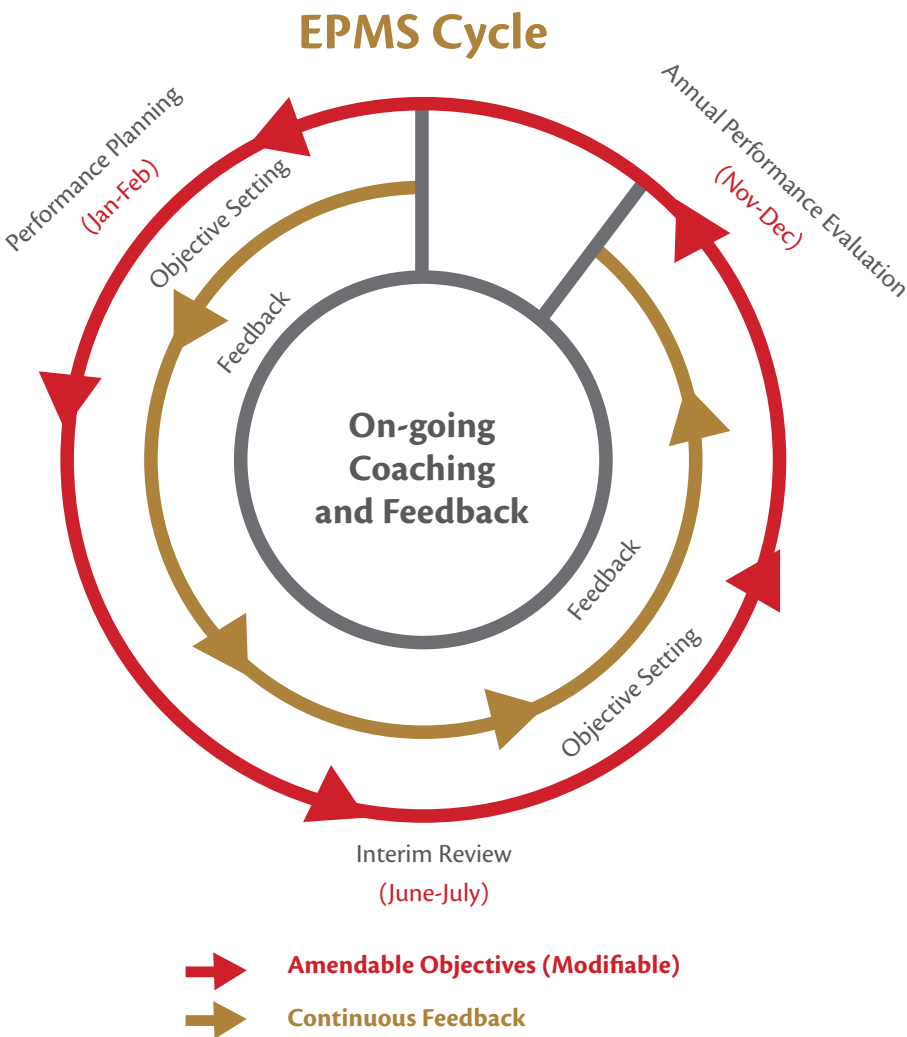 EPMS Cycle
Performance Planning
(Jan-Feb)
Annual Performance Evaluation
(Nov-Dec)
Objective Setting
Feedback
On-going
Coaching
and Feedback
Feedback
Objective Setting
Interim Review
(June-July)
Amendable Objectives (Modifiable)
Continuous Feedback